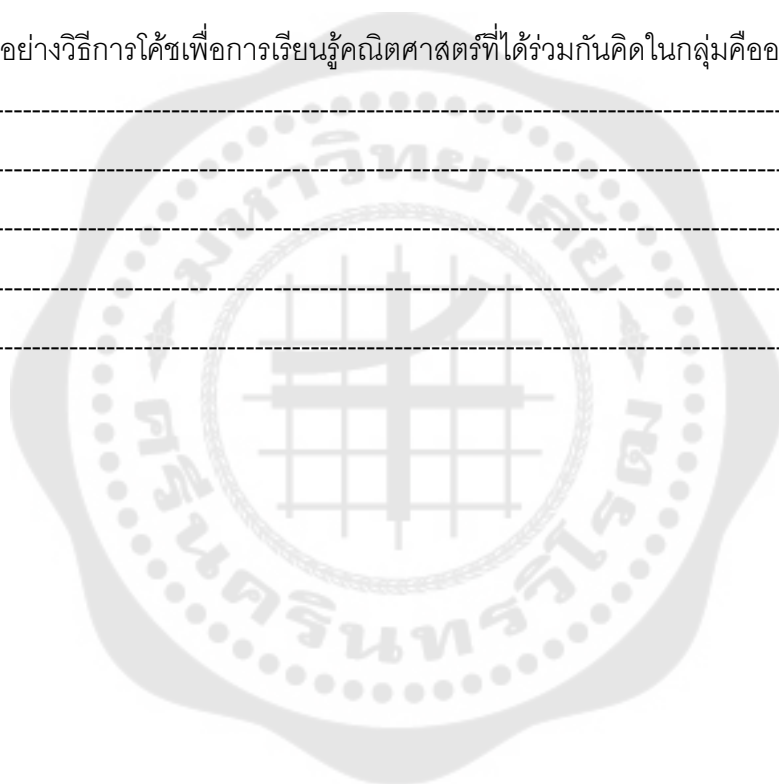 อย่างวิธีการโค้ชเพื่อการเรียนรู้คณิตศาสตร์ที่ได้ร่วมกันคิดในกลุ่มคืออ
มหาวิทยาลัย
ศรีนครินทรวิโรฒ